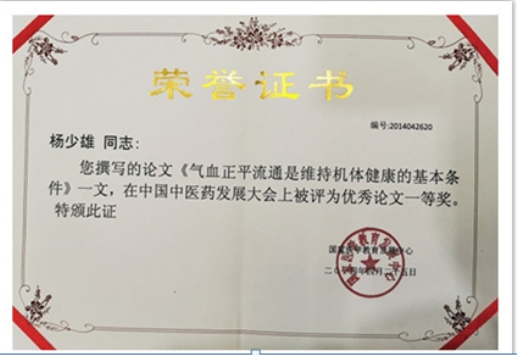 荣誉证书
编号:2014042620
杨少雄 同志：
您撰写的论文《气血正平流通是维持机体健康的基本条
件》一文，在中国中医药发展大会上被评为优秀论文一等奖。
特颁此证